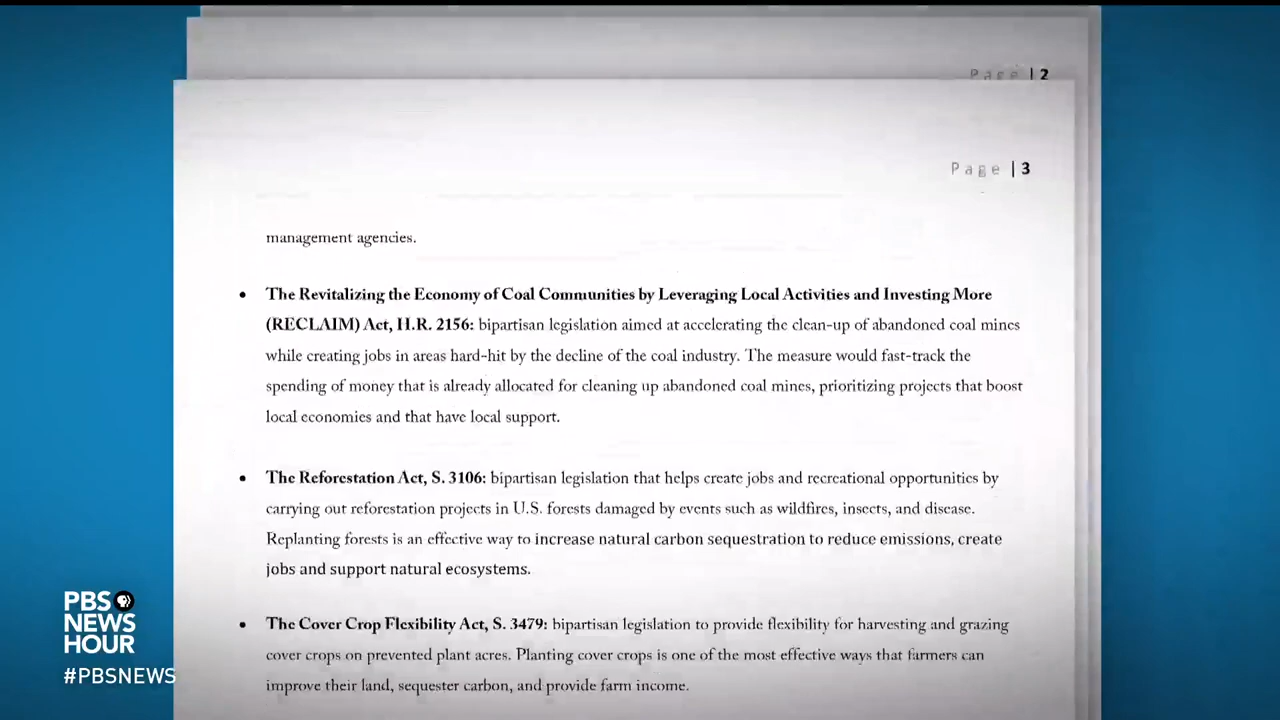 Page | 2
Page | 3
management agencies.
• The Revitalizing the Economy of Coal Communities by Leveraging Local Activities and Investing More
(RECLAIM) Act, H.R. 2156: bipartisan legislation aimed at accelerating the clean-up of abandoned coal mines
while creating jobs in areas hard-hit by the decline of the coal industry. The measure would fast-track the
spending of money that is already allocated for cleaning up abandoned coal mines, prioritizing projects that boost
local economies and that have local support.
• The Reforestation Act, S. 3106: bipartisan legislation that helps create jobs and recreational opportunities by
carrying out reforestation projects in U.S. forests damaged by events such as wildfires, insects, and disease.
Replanting forests is an effective way to increase natural carbon sequestration to reduce emissions, create
jobs and support natural ecosystems.
• The Cover Crop Flexibility Act, S. 3479: bipartisan legislation to provide flexibility for harvesting and grazing
cover crops on prevented plant acres. Planting cover crops is one of the most effective ways that farmers can
improve their land, sequester carbon, and provide farm income.
PBS
NEWS
HOUR
#PBSNEWS